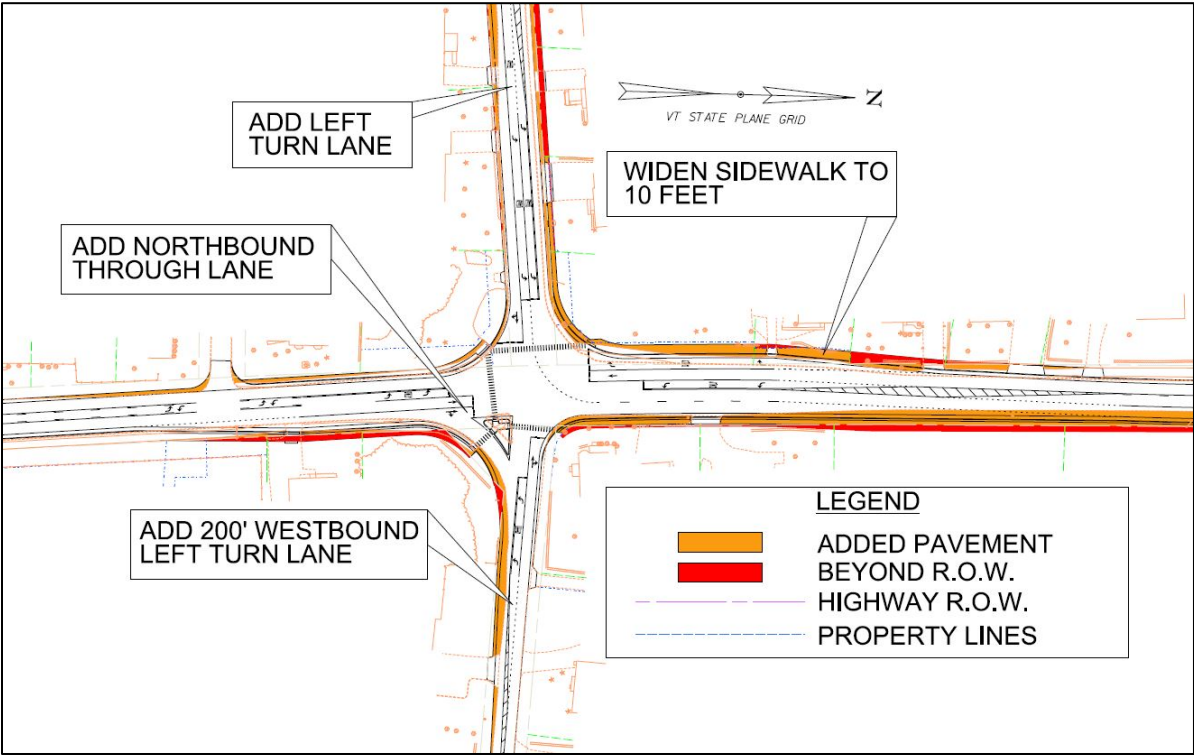 ADD LEFT
TURN LANE
N
VT STATE PLANE GRID
WIDEN SIDEWALK TO
10 FEET
ADD NORTHBOUND
THROUGH LANE
ADD 200' WESTBOUND
LEFT TURN LANE
LEGEND
ADDED PAVEMENT
BEYOND R.O.W.
HIGHWAY R.O.W.
PROPERTY LINES